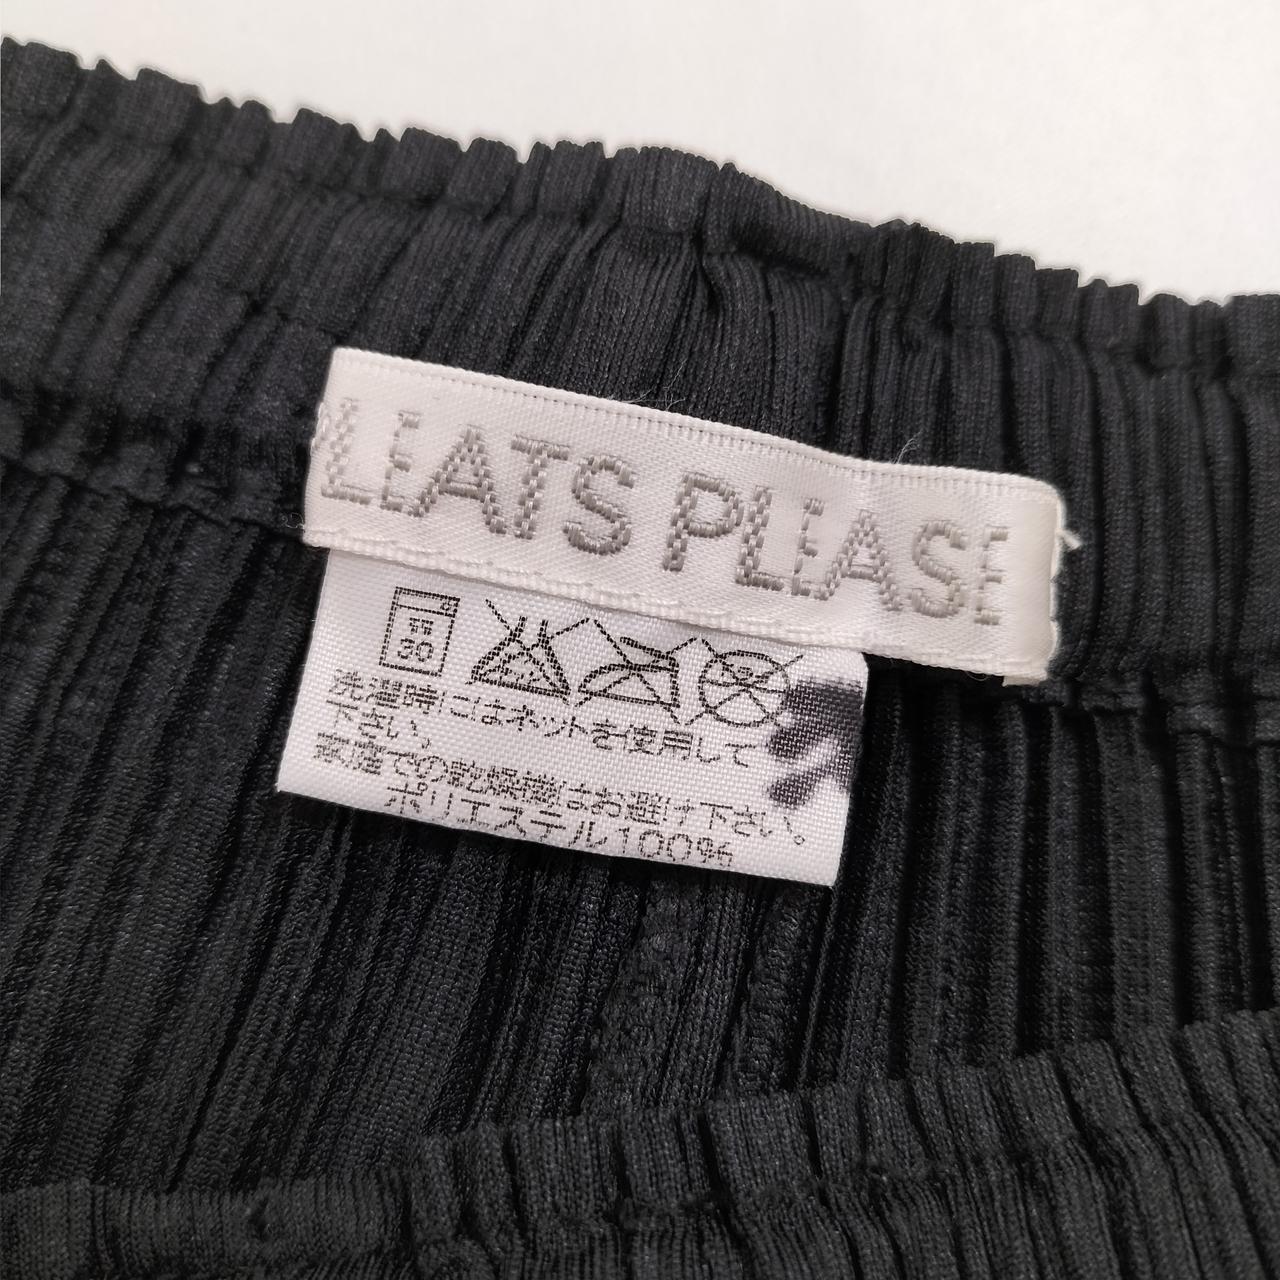 PLEATS PLEASE
弱
30
洗濯時にはネットを使用して
下さい。
家庭での乾燥機はお避け下さい。
ポリエステル100%